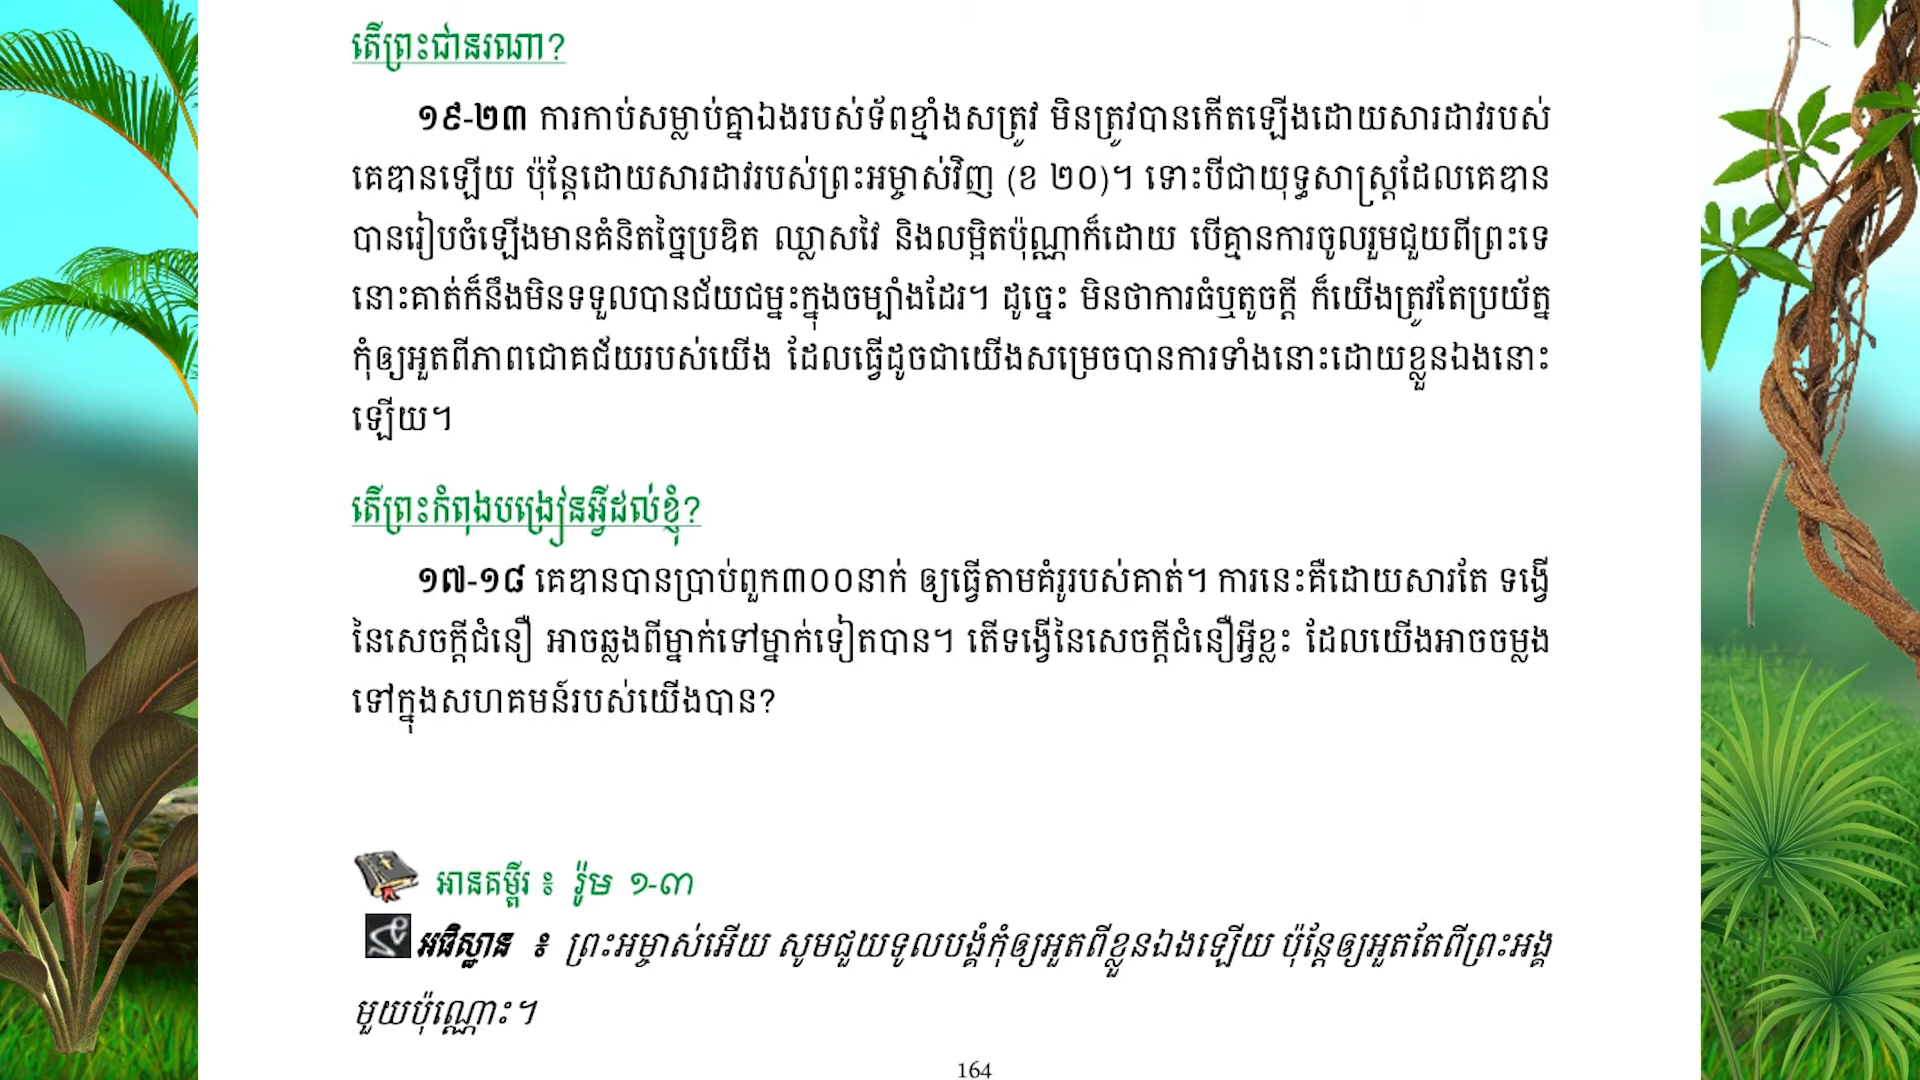 តើព្រះជានរណា?
១៩-២៣ ការកាប់សម្លាប់គ្នាឯងរបស់ទ័ពខ្មាំងសត្រូវ មិនត្រូវបានកើតឡើងដោយសារដាវរបស់
គេឌានឡើយ ប៉ុន្តែដោយសារដាវរបស់ព្រះអម្ចាស់វិញ (ខ ២០)។ ទោះបីជាយុទ្ធសាស្ត្រដែលគេឌាន
បានរៀបចំឡើងមានគំនិតច្នៃប្រឌិត ឈ្លាសវៃ និងលម្អិតប៉ុណ្ណាក៏ដោយ បើគ្មានការចូលរួមជួយពីព្រះទេ
នោះគាត់ក៏នឹងមិនទទួលបានជ័យជម្នះក្នុងចម្បាំងដែរ។ ដូច្នេះ មិនថាការធំឬតូចក្ដី ក៏យើងត្រូវតែប្រយ័ត្ន
កុំឲ្យអួតពីភាពជោគជ័យរបស់យើង ដែលធ្វើដូចជាយើងសម្រេចបានការទាំងនោះដោយខ្លួនឯងនោះ
ឡើយ។
តើព្រះកំពុងបង្រៀនអ្វីដល់ខ្ញុំ?
១៧-១៨ គេឌានបានប្រាប់ពួក៣០០នាក់ ឲ្យធ្វើតាមគំរូរបស់គាត់។ ការនេះគឺដោយសារតែ ទង្វើ
នៃសេចក្ដីជំនឿ អាចឆ្លងពីម្នាក់ទៅម្នាក់ទៀតបាន។ តើទង្វើនៃសេចក្ដីជំនឿអ្វីខ្លះ ដែលយើងអាចចម្លង
ទៅក្នុងសហគមន៍របស់យើងបាន?
អានគម្ពីរ ៖ រ៉ូម ១-៣
អធិស្ឋាន ៖ ព្រះអម្ចាស់អើយ សូមជួយទូលបង្គំកុំឲ្យអួតពីខ្លួនឯងឡើយ ប៉ុន្តែឲ្យអួតតែពីព្រះអង្គ
មួយប៉ុណ្ណោះ។
164